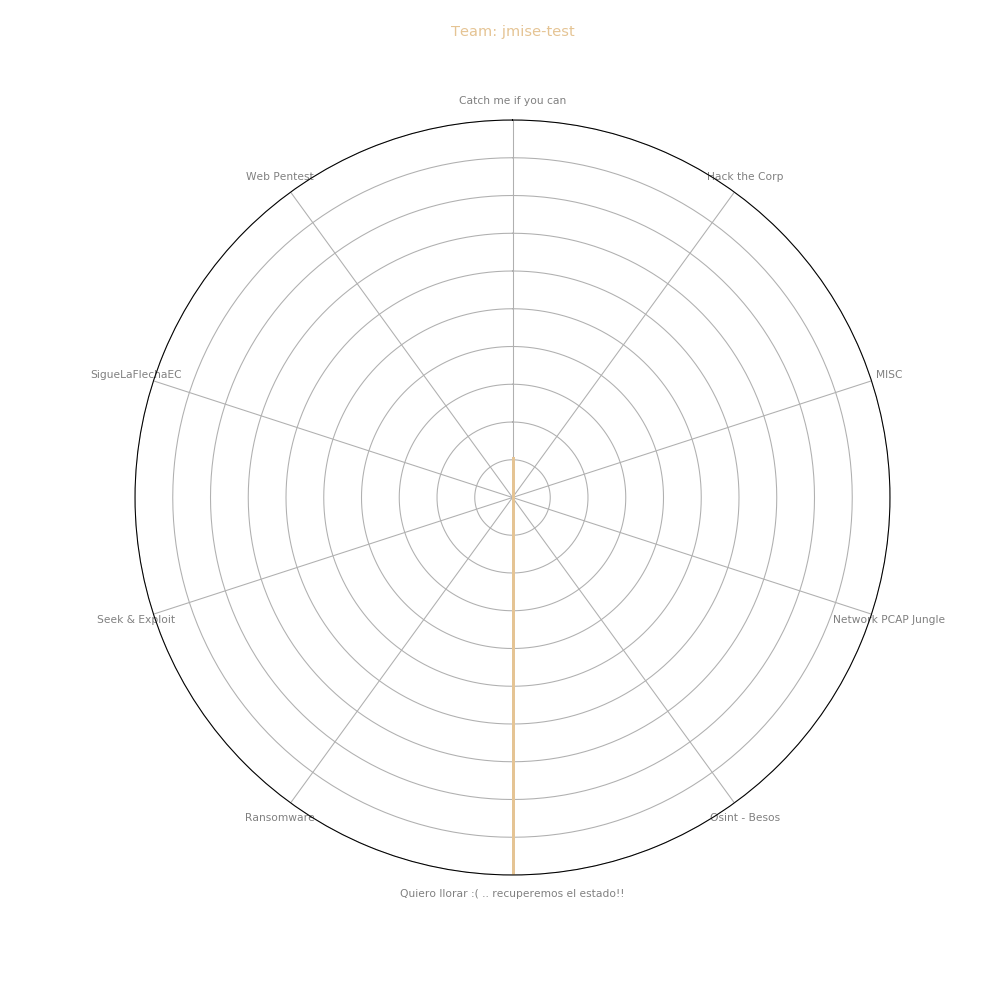 Team: jmise-test
Catch me if you can
Web Pentest
Hack the Corp
SigueLaFlechaEC
MISC
Seek & Exploit
Network PCAP Jungle
Ransomware
Osint - Besos
Quiero llorar :( .. recuperemos el estado!!